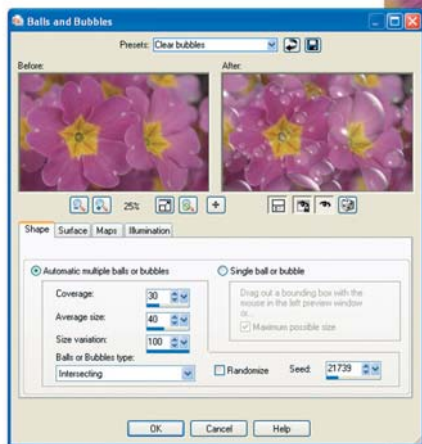 Balls and Bubbles
Presets: Clear bubbles
Before: After:
25%
Shape Surface Maps Illumination
Automatic multiple balls or bubbles Single ball or bubble
Coverage: 30
Average size: 40
Size variation: 100
Balls or Bubbles type:
Intersecting
Drag out a bounding box with the
mouse in the left preview window
or...
Maximum possible size
Randomize Seed: 21739
OK Cancel Help